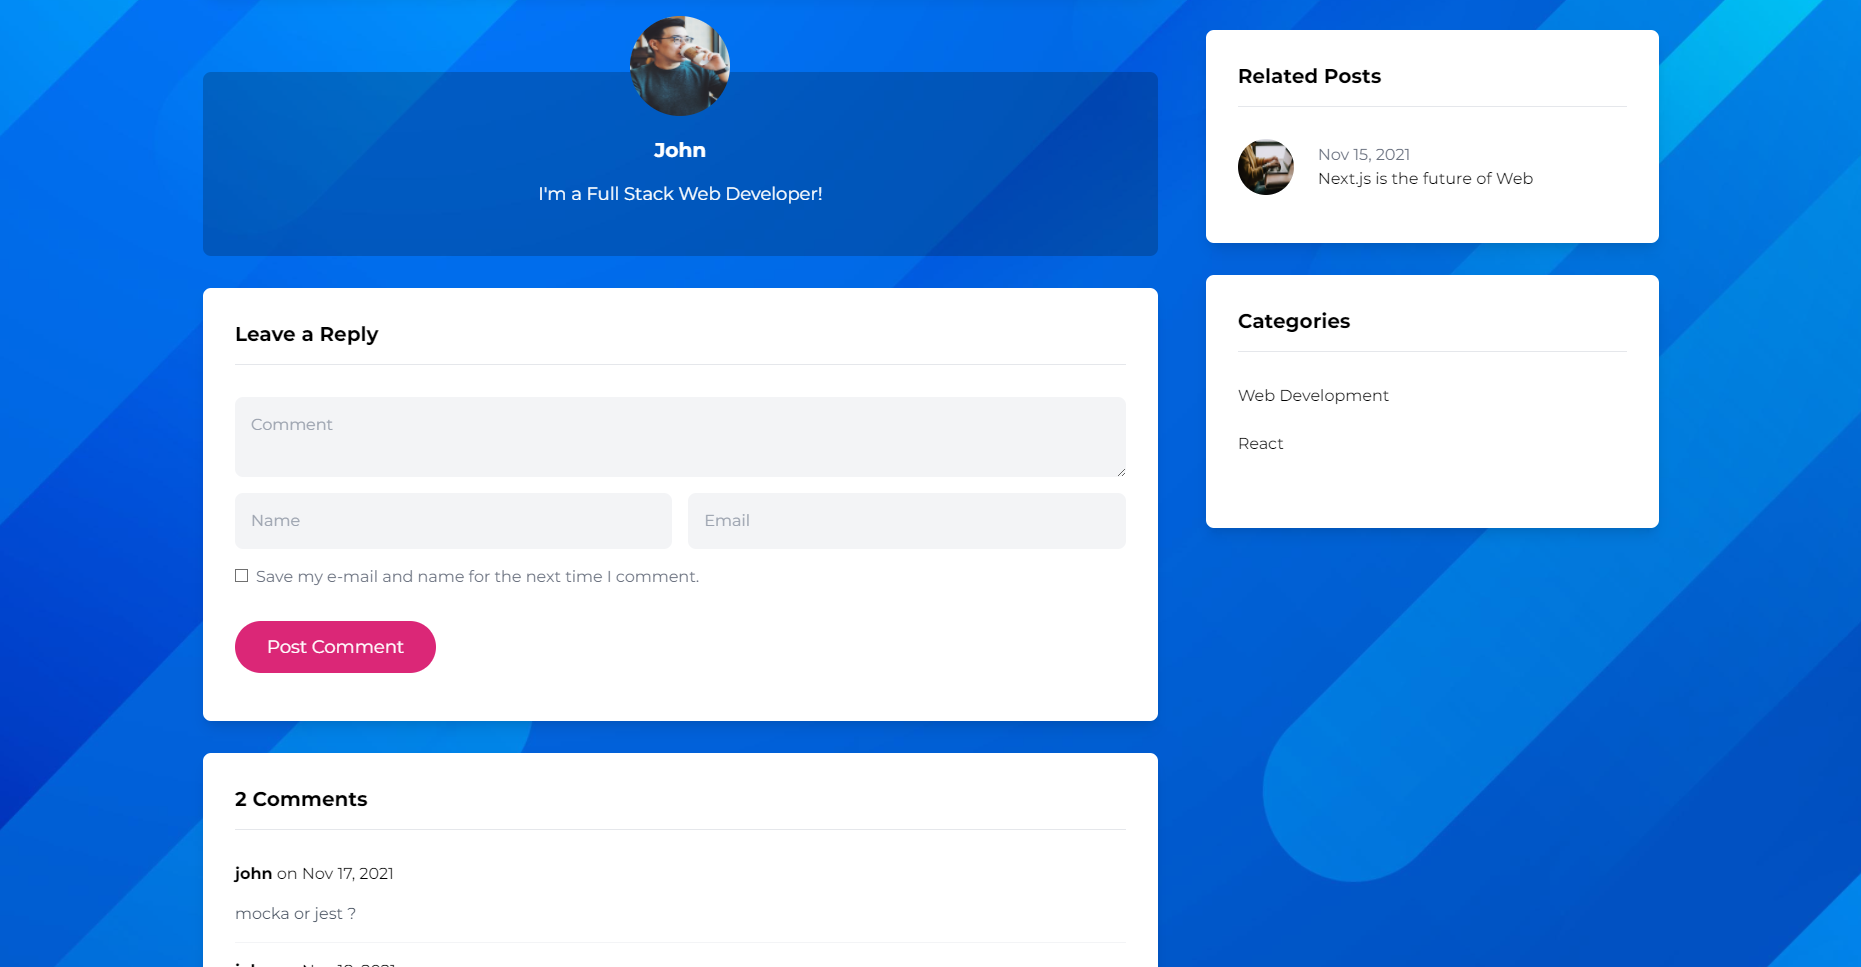 John
I'm a Full Stack Web Developer!
Leave a Reply
Comment
Name
Email
Save my e-mail and name for the next time I comment.
Post Comment
2 Comments
john on Nov 17, 2021
mocka or jest ?
Related Posts
Nov 15, 2021
Next.js is the future of Web
Categories
Web Development
React